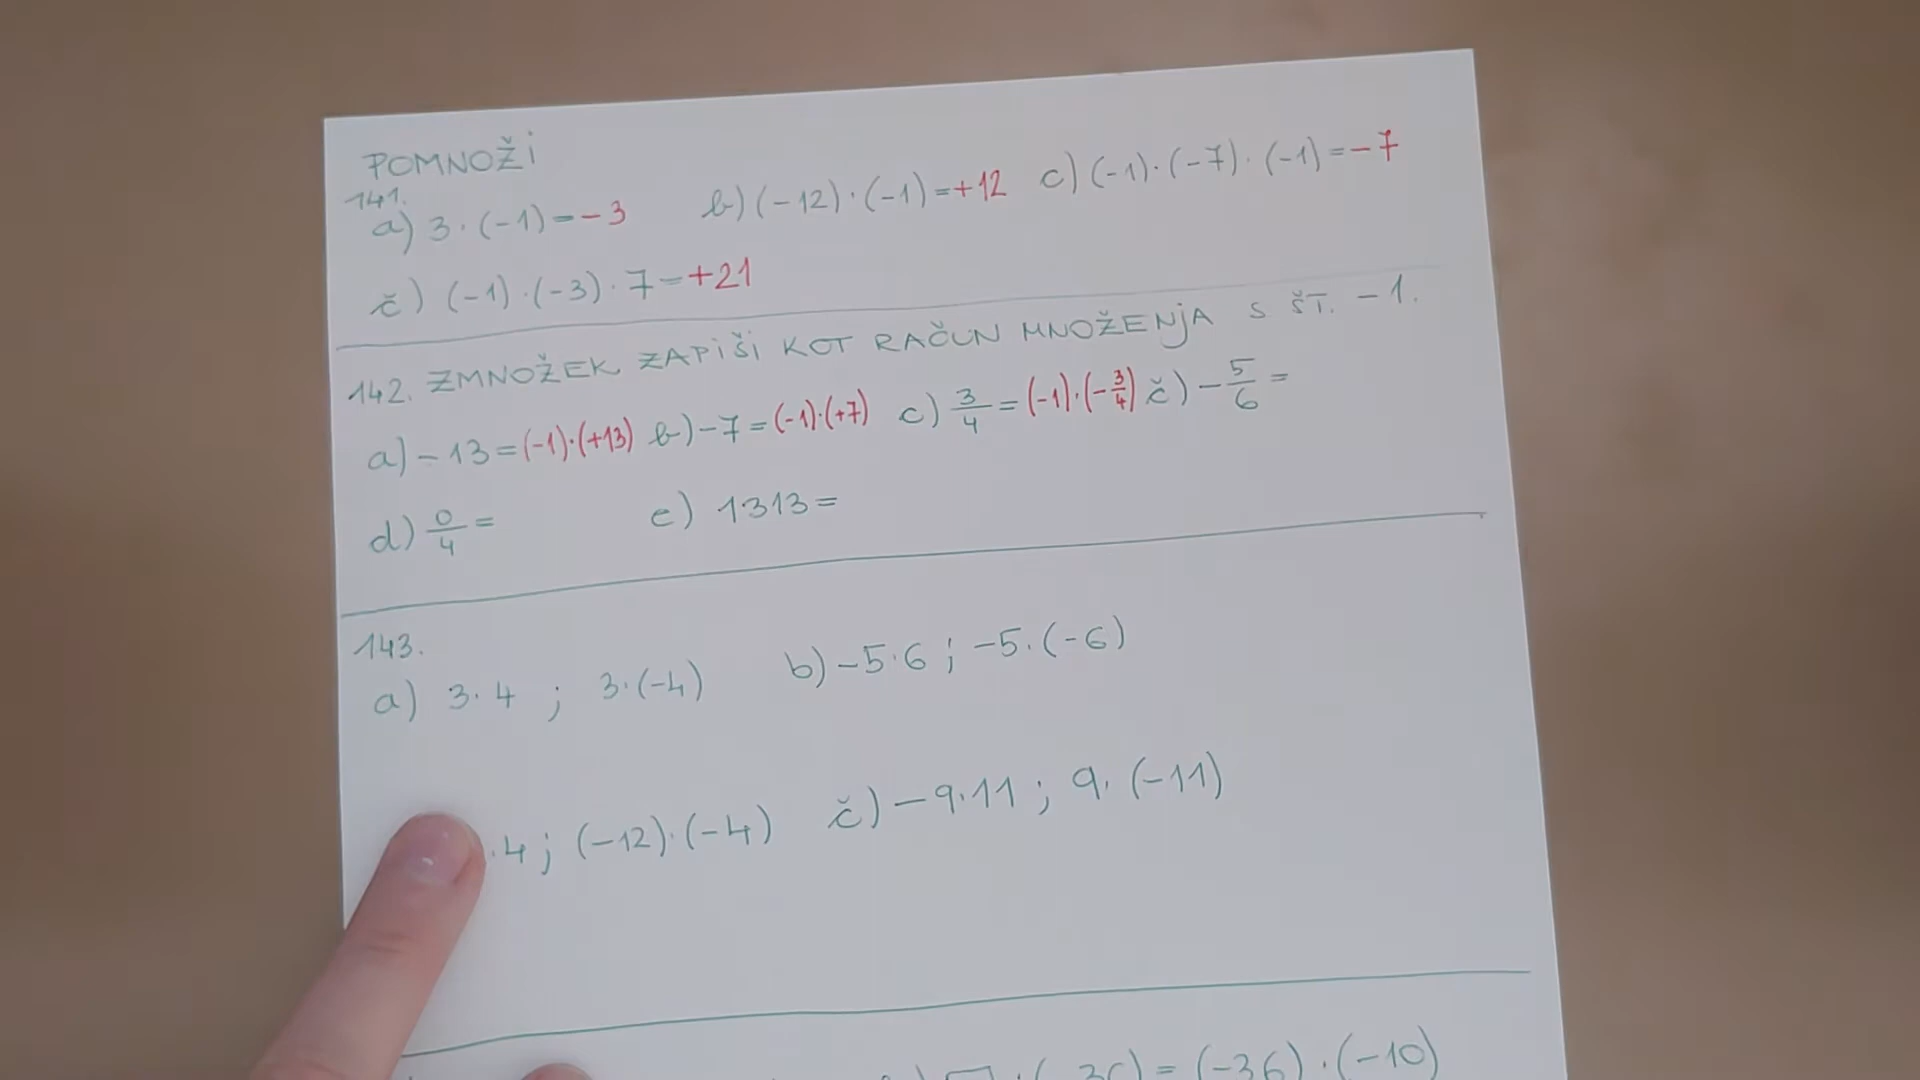 POMNOŽI
141.
a) 3·(-1)=-3 b) (-12)·(-1)=+12 c) (-1)·(-7)·(-1)=-7
č) (-1)·(-3)·7=+21
142. ZMNOŽEK ZAPIŠI KOT RAČUN MNOŽENJA S ŠT. -1.
a) -13=(-1)·(+13) b) -7=(-1)·(+7) c) 3/4=(-1)·(-3/4) č) -5/6=
d) 0/4= e) 1313=
143.
a) 3·4 ; 3·(-4) b) -5·6 ; -5·(-6)
·4; (-12)·(-4) č) -9·11 ; 9·(-11)
= (-36)·(-10)